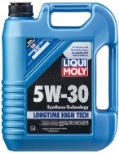 LIQUI
MOLY
5W-30
Synthese-Technology
LONGTIME HIGH TECH